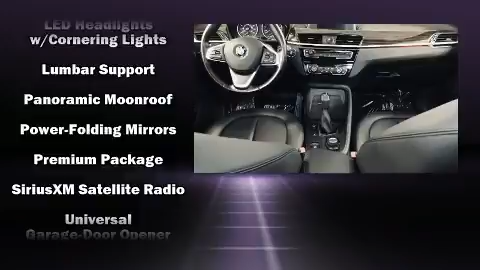 LED Headlights
w/Cornering Lights
Lumbar Support
Panoramic Moonroof
Power-Folding Mirrors
Premium Package
SiriusXM Satellite Radio
Universal
Garage-Door Opener